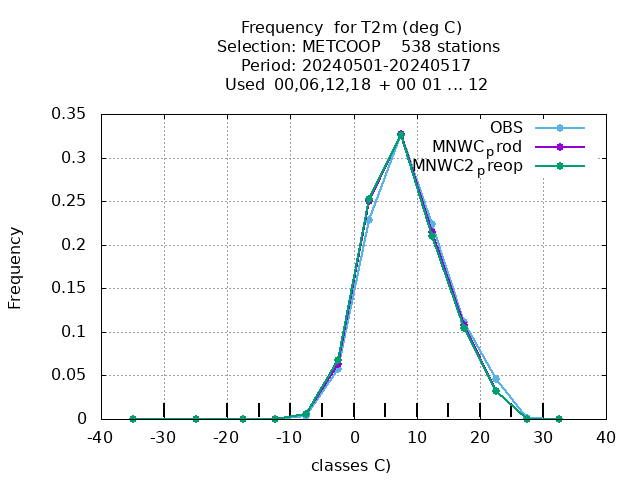 Frequency  for T2m (deg C)
Selection: METCOOP    538 stations
Period: 20240501-20240517
Used  00,06,12,18 + 00 01 ... 12
0.35
0.3
0.25
0.2
0.15
0.1
0.05
0
Frequency
OBS
MNWCprod
MNWC2preop
-40 -30 -20 -10 0 10 20 30 40
classes C)